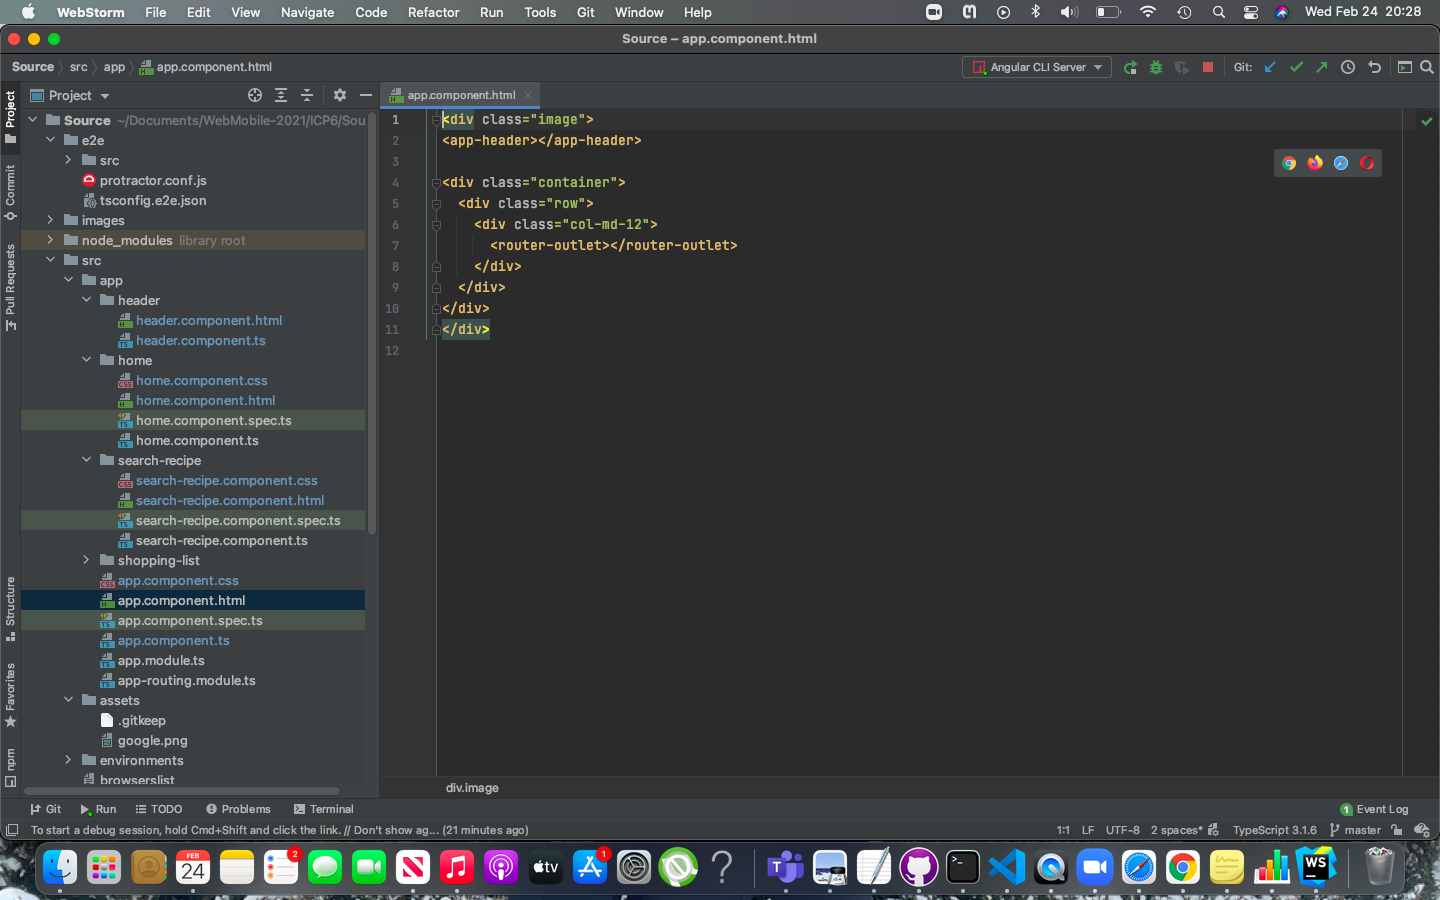 WebStorm File Edit View Navigate Code Refactor Run Tools Git Window Help Wed Feb 24 20:28
Source – app.component.html
Source src app app.component.html Angular CLI Server Git:
Project
app.component.html
Project
Commit
Pull Requests
Structure
Favorites
npm
Source ~/Documents/WebMobile-2021/ICP6/Sou
e2e
src
protractor.conf.js
tsconfig.e2e.json
images
node_modules library root
src
app
header
header.component.html
header.component.ts
home
home.component.css
home.component.html
home.component.spec.ts
home.component.ts
search-recipe
search-recipe.component.css
search-recipe.component.html
search-recipe.component.spec.ts
search-recipe.component.ts
shopping-list
app.component.css
app.component.html
app.component.spec.ts
app.component.ts
app.module.ts
app-routing.module.ts
assets
.gitkeep
google.png
environments
browserslist
1 <div class="image">
2 <app-header></app-header>
3
4 <div class="container">
5 <div class="row">
6 <div class="col-md-12">
7 <router-outlet></router-outlet>
8 </div>
9 </div>
10 </div>
11 </div>
12
div.image
Git Run TODO Problems Terminal 1 Event Log
To start a debug session, hold Cmd+Shift and click the link. // Don't show ag... (21 minutes ago) 1:1 LF UTF-8 2 spaces* TypeScript 3.1.6 master
FEB
24
2
tv
1
WS